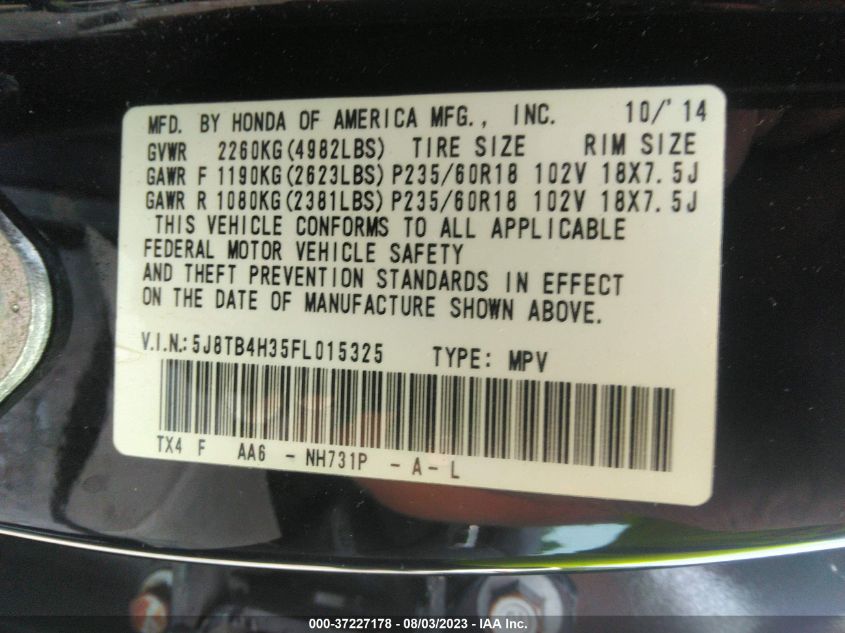 MFD. BY HONDA OF AMERICA MFG., INC. 10/'14
GVWR 2260KG(4982LBS) TIRE SIZE RIM SIZE
GAWR F 1190KG(2623LBS) P235/60R18 102V 18X7.5J
GAWR R 1080KG(2381LBS) P235/60R18 102V 18X7.5J
THIS VEHICLE CONFORMS TO ALL APPLICABLE
FEDERAL MOTOR VEHICLE SAFETY
AND THEFT PREVENTION STANDARDS IN EFFECT
ON THE DATE OF MANUFACTURE SHOWN ABOVE.
V.I.N.: 5J8TB4H35FL015325 TYPE: MPV
TX4 F AA6 - NH731P - A - L
000-37227178 - 08/03/2023 - IAA Inc.